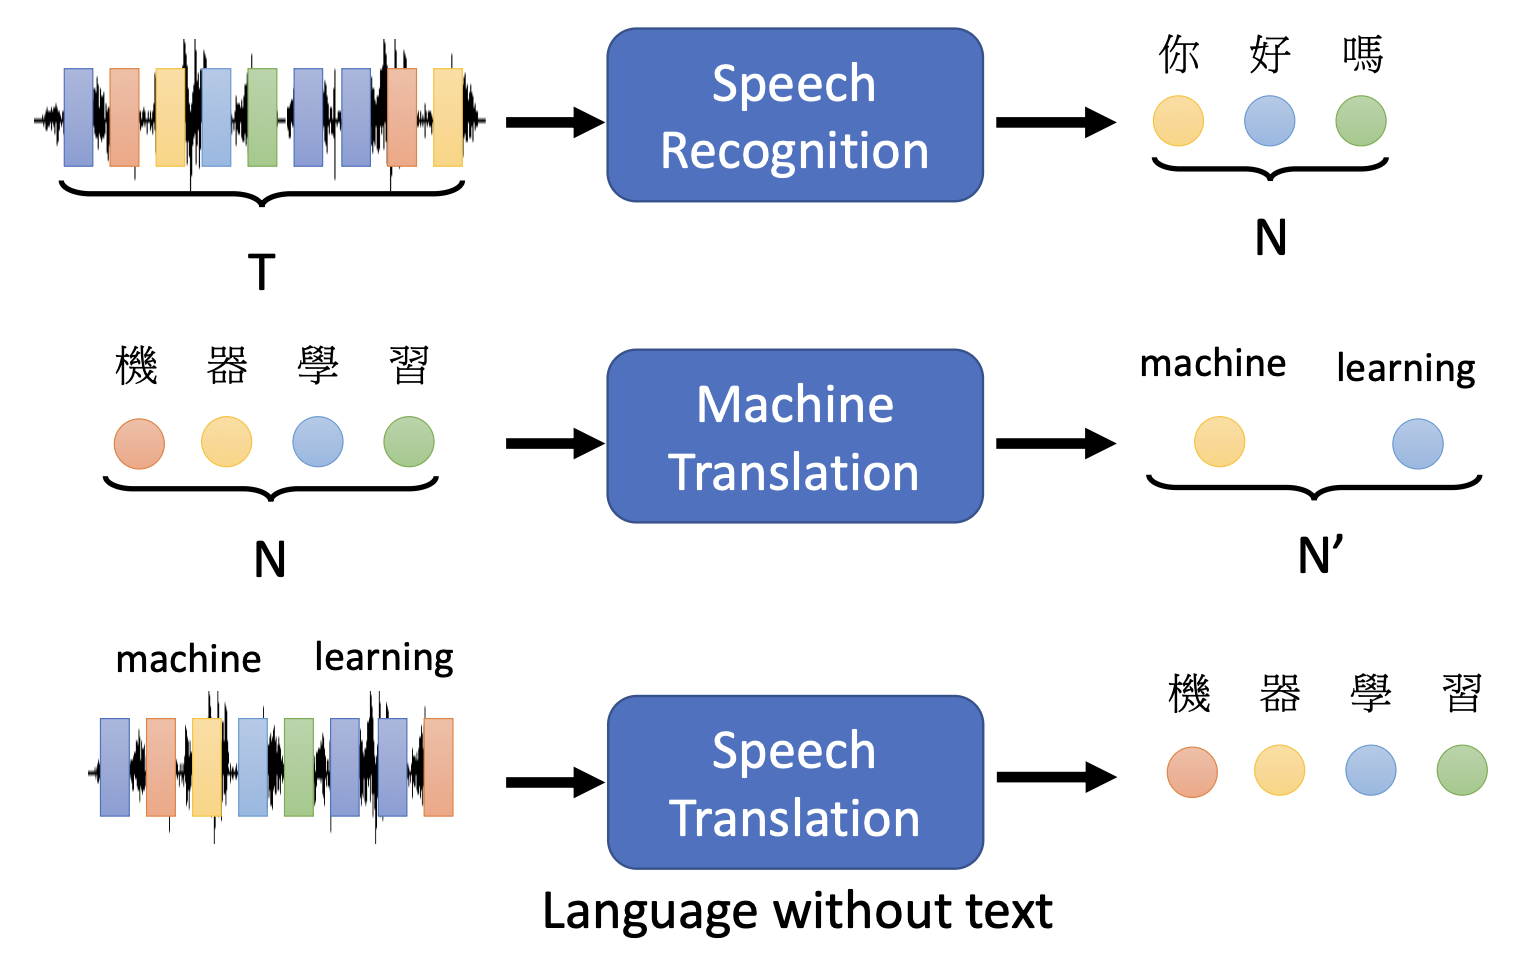 Speech
Recognition
你 好 嗎
T
N
機 器 學 習
Machine
Translation
machine learning
N
N’
machine learning
Speech
Translation
機 器 學 習
Language without text